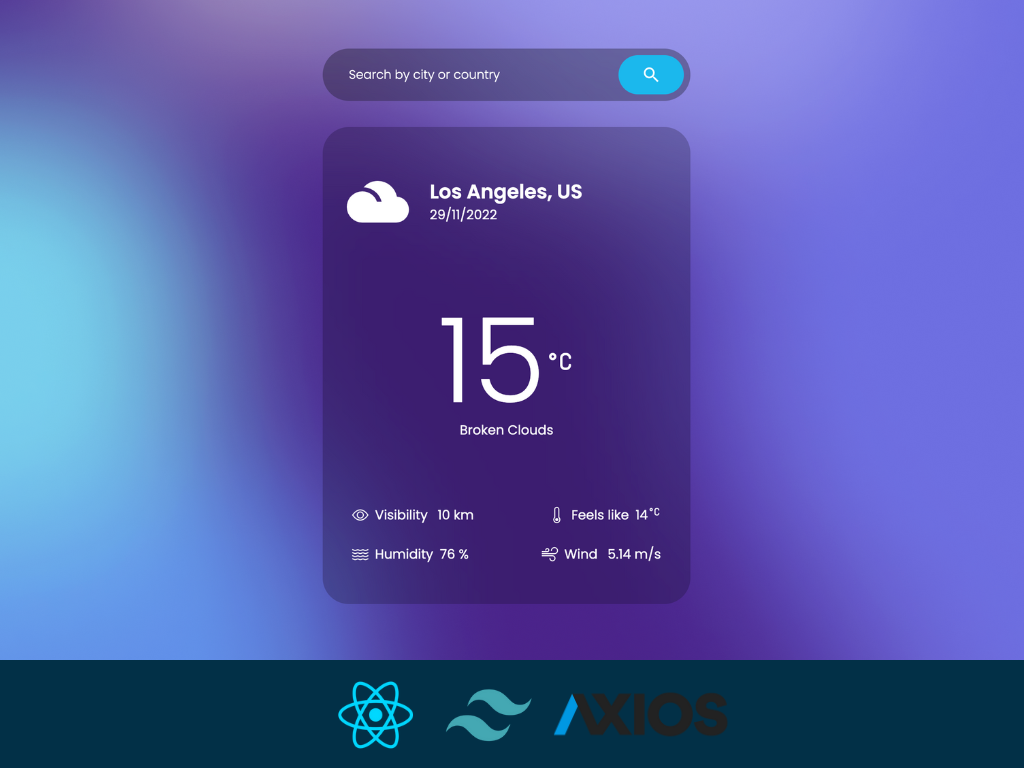 Search by city or country
Los Angeles, US
29/11/2022
15 °C
Broken Clouds
Visibility 10 km
Feels like 14°C
Humidity 76 %
Wind 5.14 m/s
AXIOS